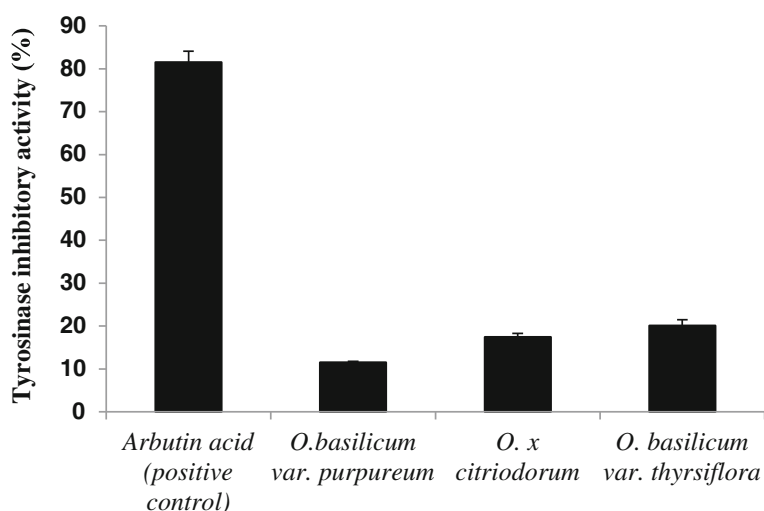 Tyrosinase inhibitory activity (%)
90
80
70
60
50
40
30
20
10
0
Arbutin acid
(positive
control)
O.basilicum
var. purpureum
O. x
citriodorum
O. basilicum
var. thyrsiflora